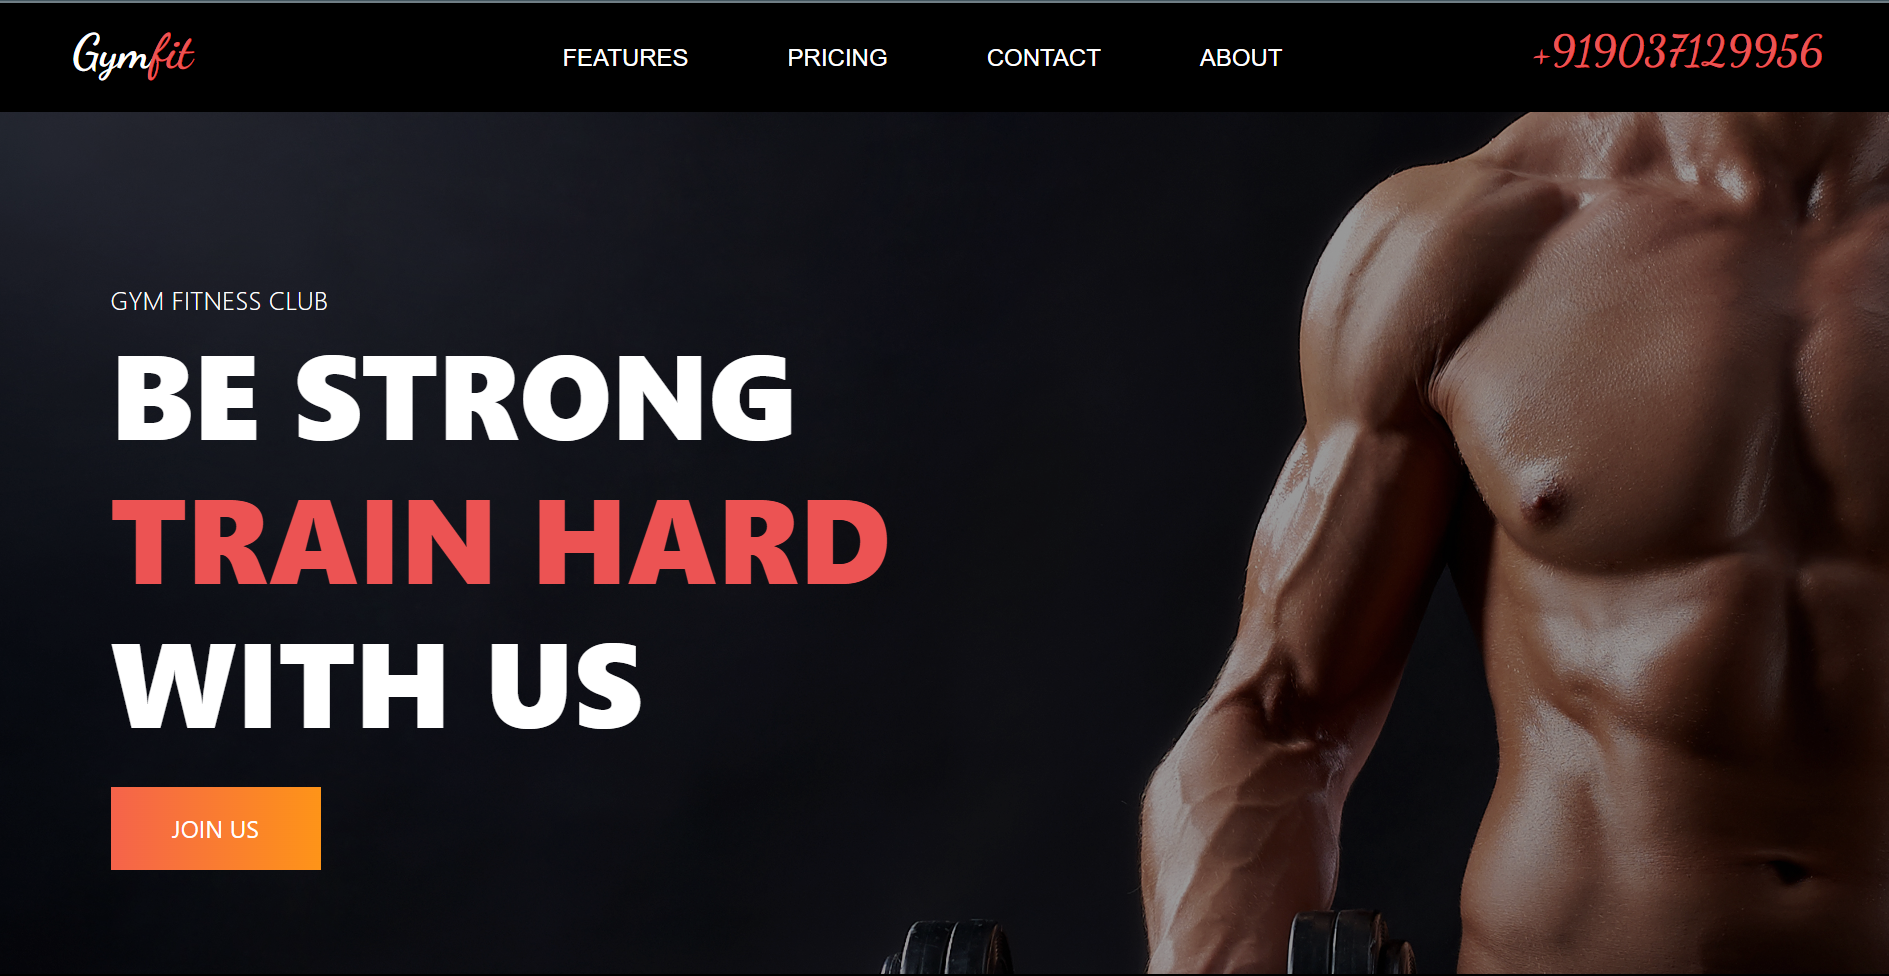 Gymfit
FEATURES
PRICING
CONTACT
ABOUT
+919037129956
GYM FITNESS CLUB
BE STRONG
TRAIN HARD
WITH US
JOIN US